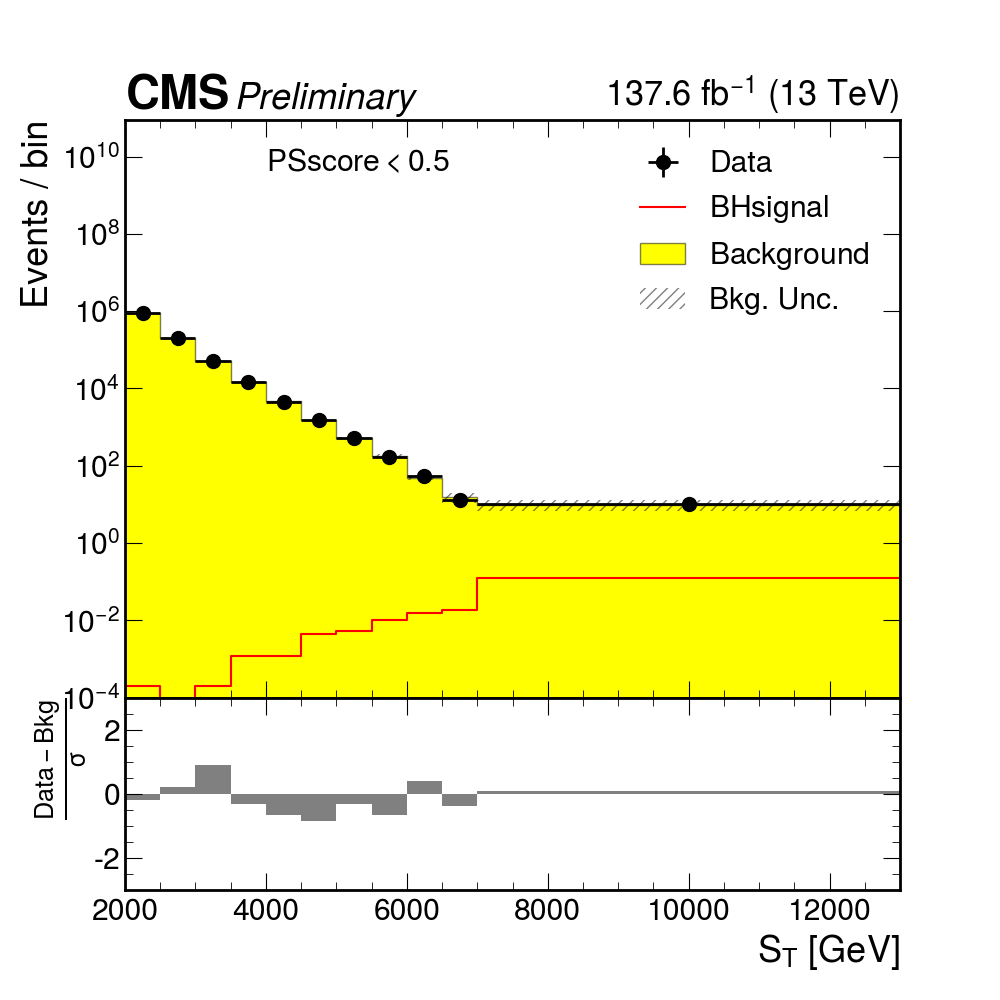 CMS Preliminary 137.6 fb⁻¹ (13 TeV)
Events / bin
PSscore < 0.5
Data
BHsignal
Background
Bkg. Unc.
10¹⁰
10⁸
10⁶
10⁴
10²
10⁰
10⁻²
10⁻⁴
Data – Bkg
σ
2
0
-2
2000 4000 6000 8000 10000 12000
S_T [GeV]